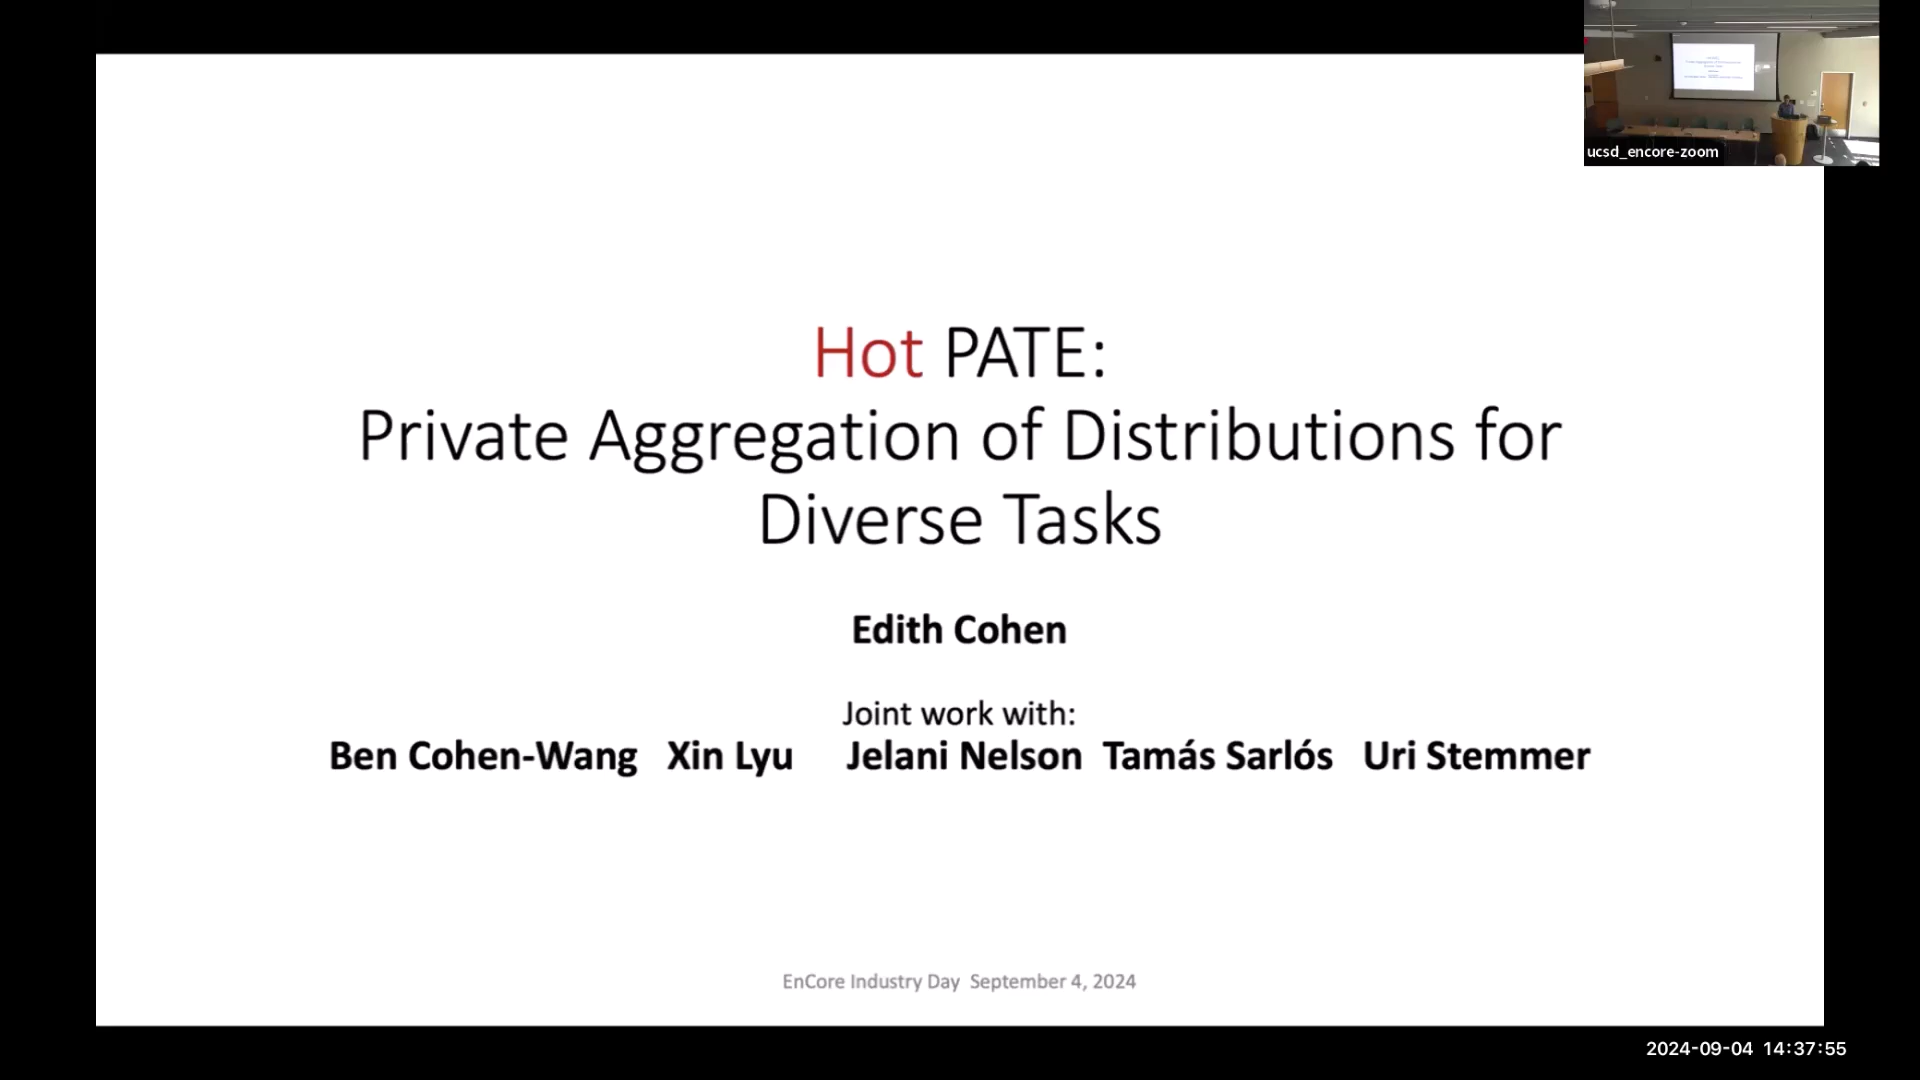 ucsd_encore-zoom
Hot PATE:
Private Aggregation of Distributions for
Diverse Tasks
Edith Cohen
Joint work with:
Ben Cohen-Wang Xin Lyu Jelani Nelson Tamás Sarlós Uri Stemmer
EnCore Industry Day September 4, 2024
2024-09-04 14:37:55